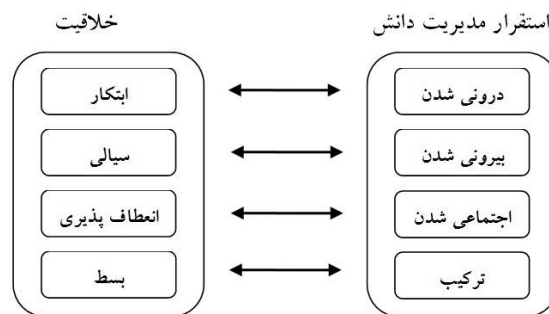 استقرار مدیریت دانش
خلاقیت
درونی شدن
ابتکار
بیرونی شدن
سیالی
اجتماعی شدن
انعطاف پذیری
ترکیب
بسط